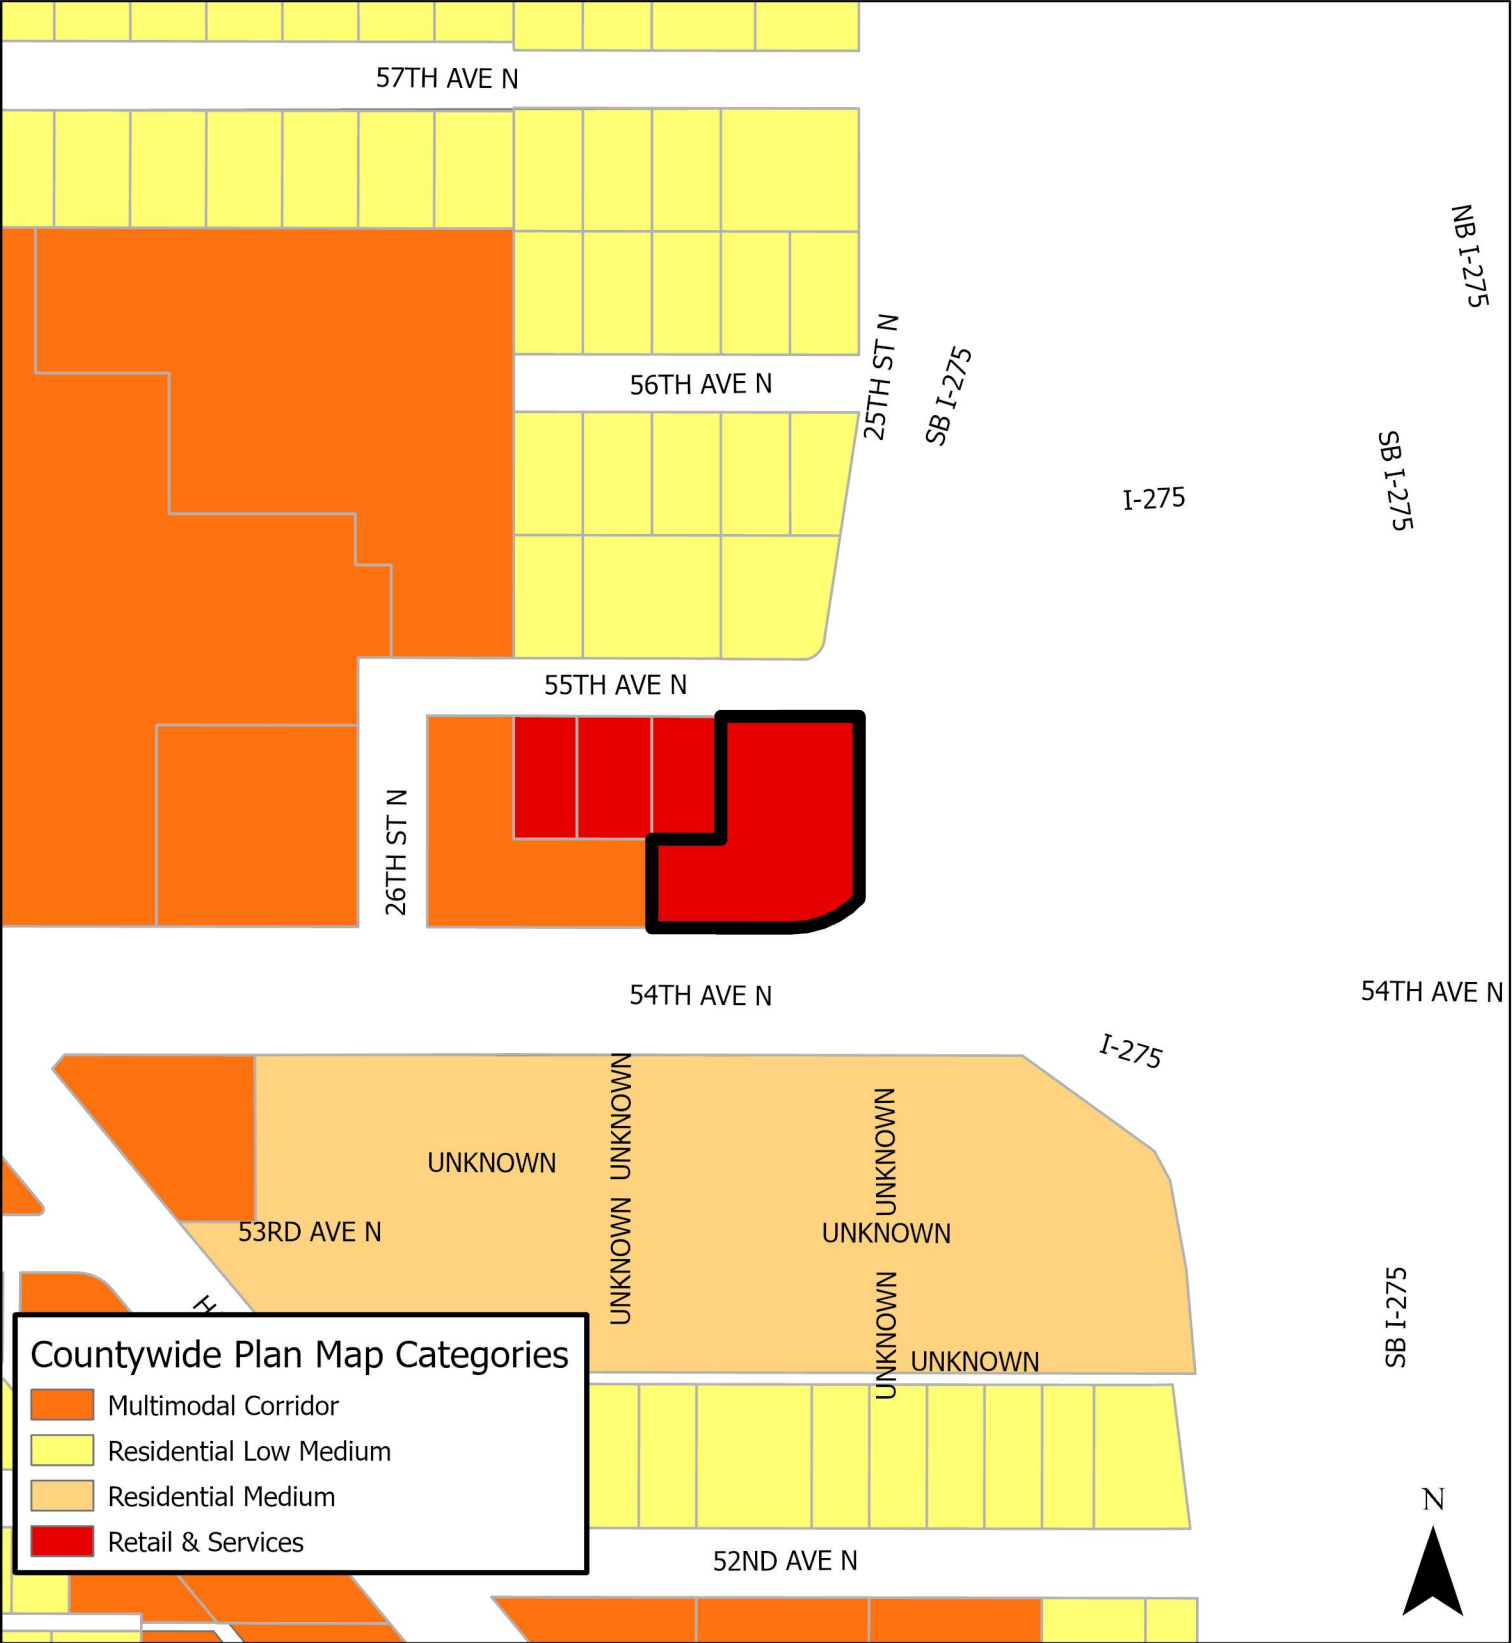 57TH AVE N
NB I-275
25TH ST N
SB I-275
56TH AVE N
SB I-275
I-275
55TH AVE N
26TH ST N
54TH AVE N
54TH AVE N
I-275
UNKNOWN
UNKNOWN
UNKNOWN
53RD AVE N
UNKNOWN
UNKNOWN
UNKNOWN
UNKNOWN
SB I-275
H
Countywide Plan Map Categories
Multimodal Corridor
Residential Low Medium
Residential Medium
Retail & Services
52ND AVE N
N